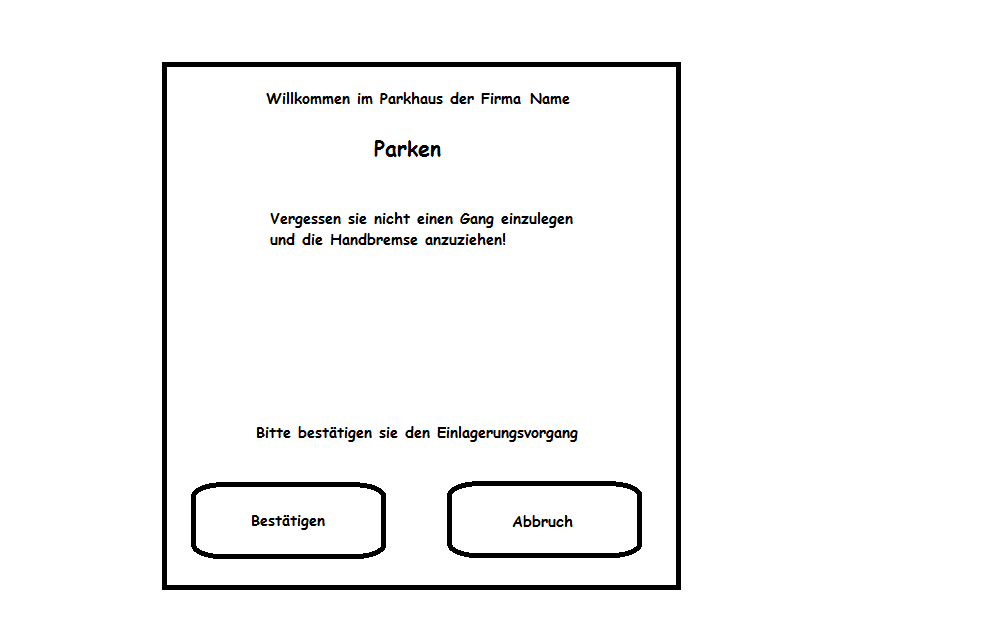 Willkommen im Parkhaus der Firma Name
Parken
Vergessen sie nicht einen Gang einzulegen
und die Handbremse anzuziehen!
Bitte bestätigen sie den Einlagerungsvorgang
Bestätigen
Abbruch